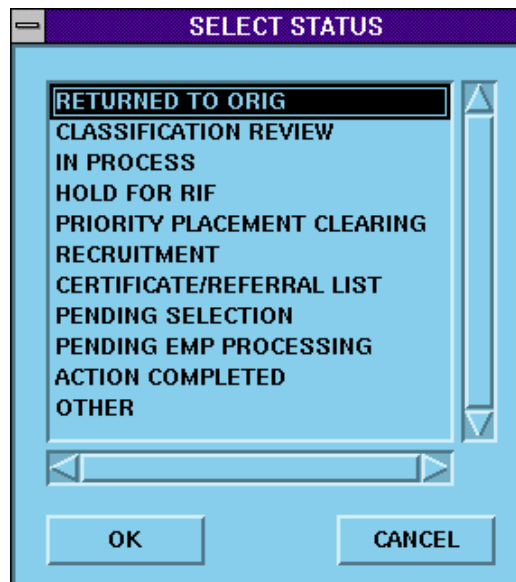 SELECT STATUS
RETURNED TO ORIG
CLASSIFICATION REVIEW
IN PROCESS
HOLD FOR RIF
PRIORITY PLACEMENT CLEARING
RECRUITMENT
CERTIFICATE/REFERRAL LIST
PENDING SELECTION
PENDING EMP PROCESSING
ACTION COMPLETED
OTHER
OK
CANCEL